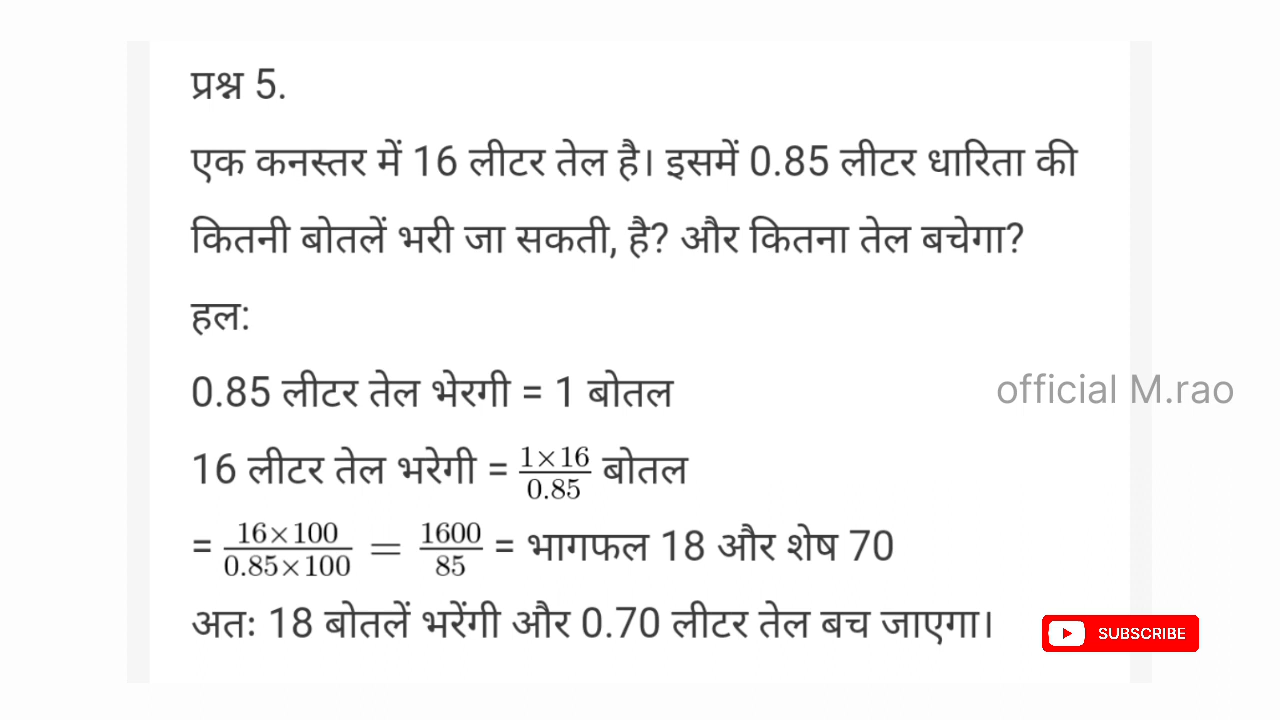 प्रश्न 5.
एक कनस्तर में 16 लीटर तेल है। इसमें 0.85 लीटर धारिता की
कितनी बोतलें भरी जा सकती, है? और कितना तेल बचेगा?
हल:
0.85 लीटर तेल भेरगी = 1 बोतल
official M.rao
16 लीटर तेल भरेगी = 1×16/0.85 बोतल
= 16×100/0.85×100 = 1600/85 = भागफल 18 और शेष 70
अतः 18 बोतलें भरेंगी और 0.70 लीटर तेल बच जाएगा।
SUBSCRIBE